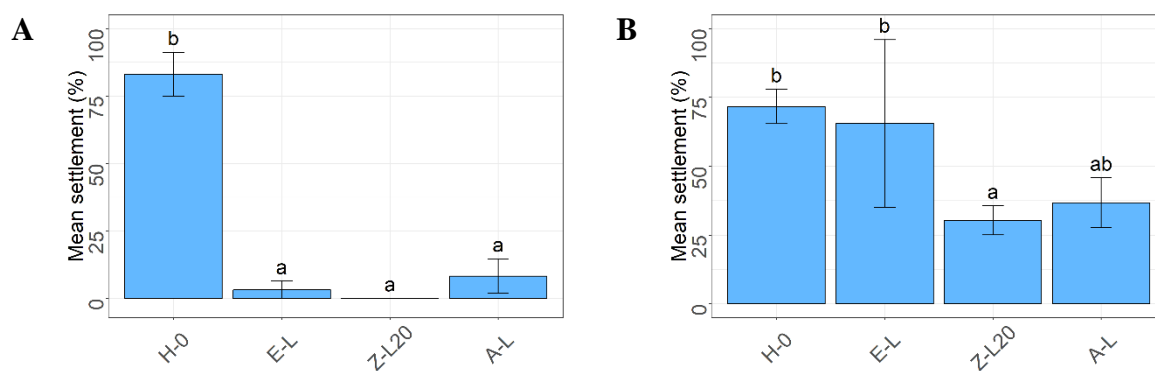 A
Mean settlement (%)
100
75
50
25
0
b
a
a
a
H-0
E-L
Z-L20
A-L
B
Mean settlement (%)
100
75
50
25
0
b
b
a
ab
H-0
E-L
Z-L20
A-L